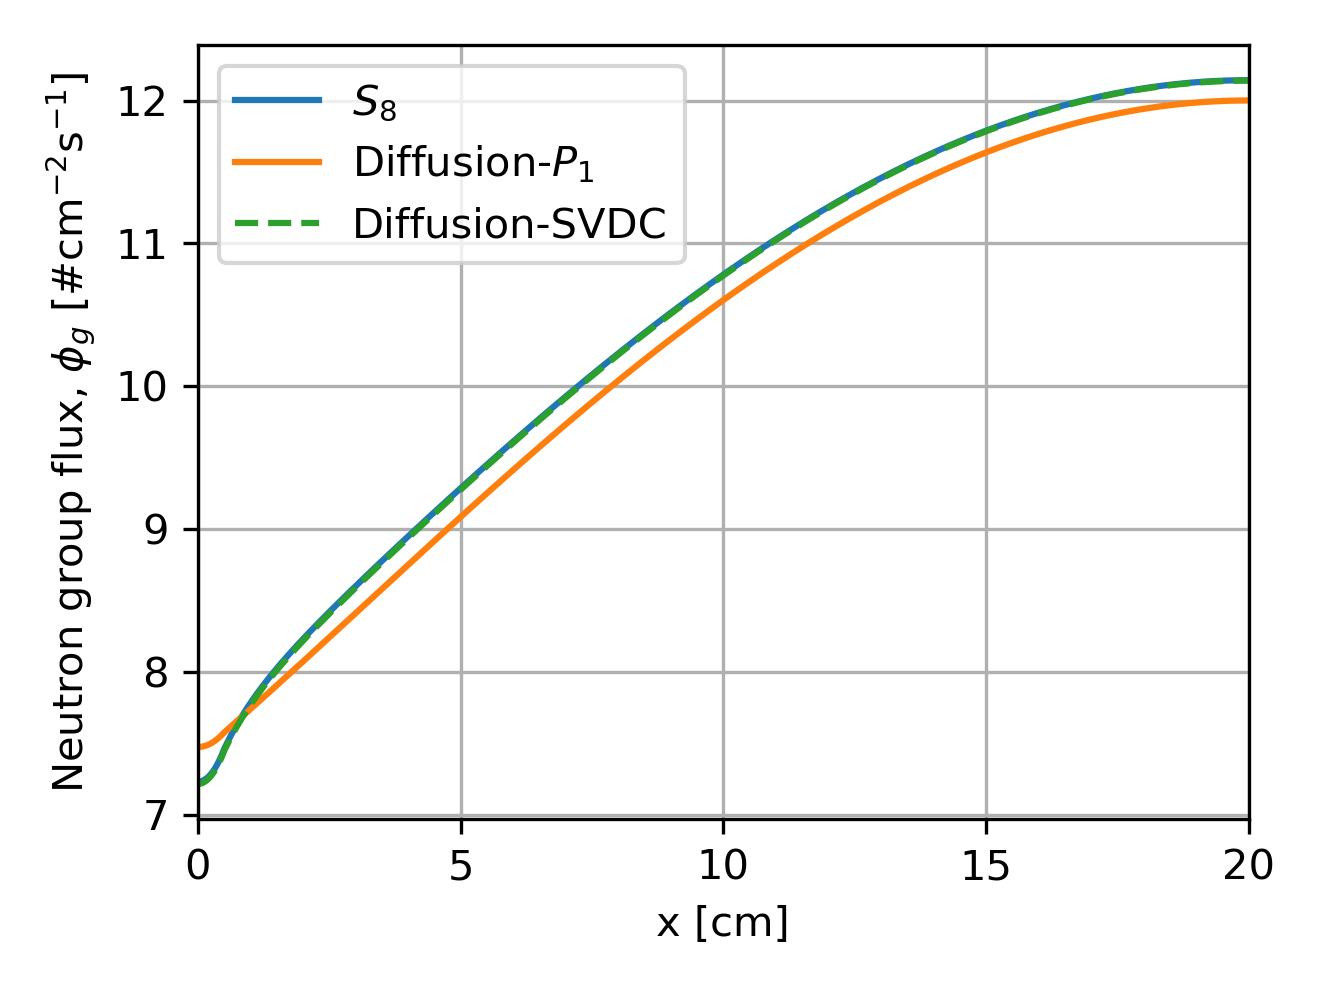 S₈
Diffusion-P₁
Diffusion-SVDC
Neutron group flux, ϕ_g [#cm⁻²s⁻¹]
12
11
10
9
8
7
0 5 10 15 20
x [cm]